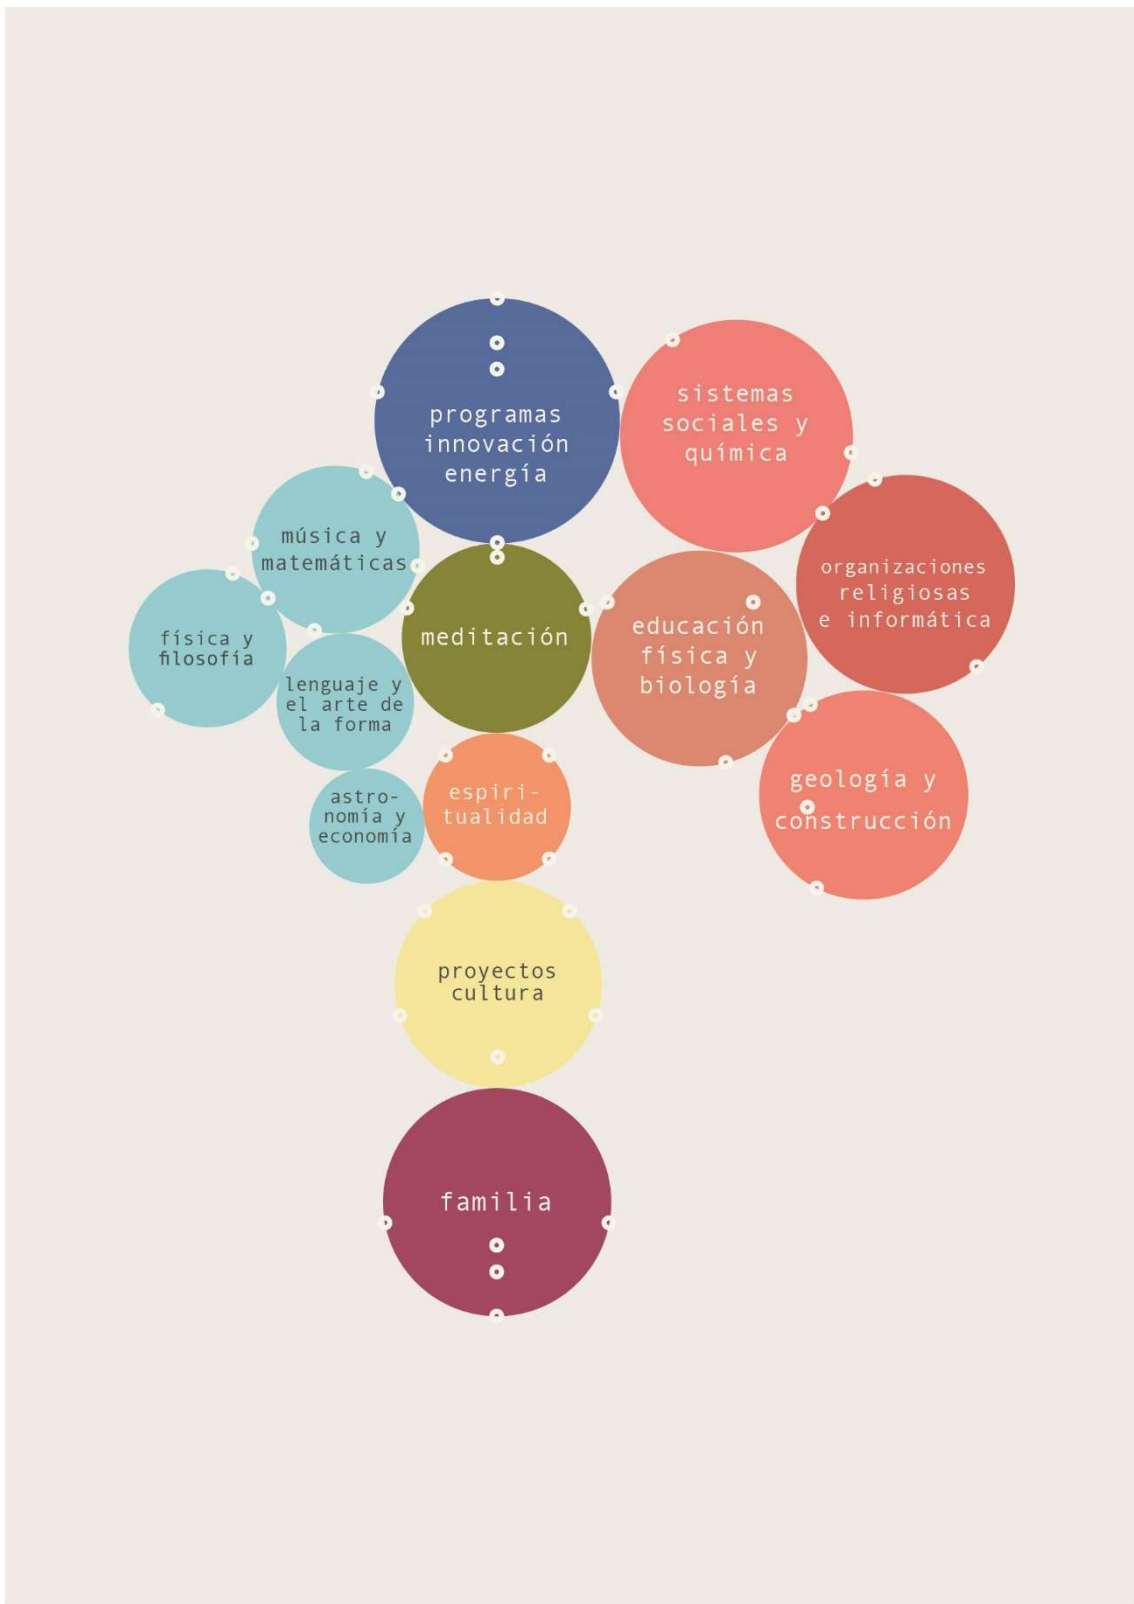 programas
innovación
energía
sistemas
sociales y
química
música y
matemáticas
organizaciones
religiosas
e informática
física y
filosofía
meditación
educación
física y
biología
lenguaje y
el arte de
la forma
astro-
nomía y
economía
espiri-
tualidad
geología y
construcción
proyectos
cultura
familia